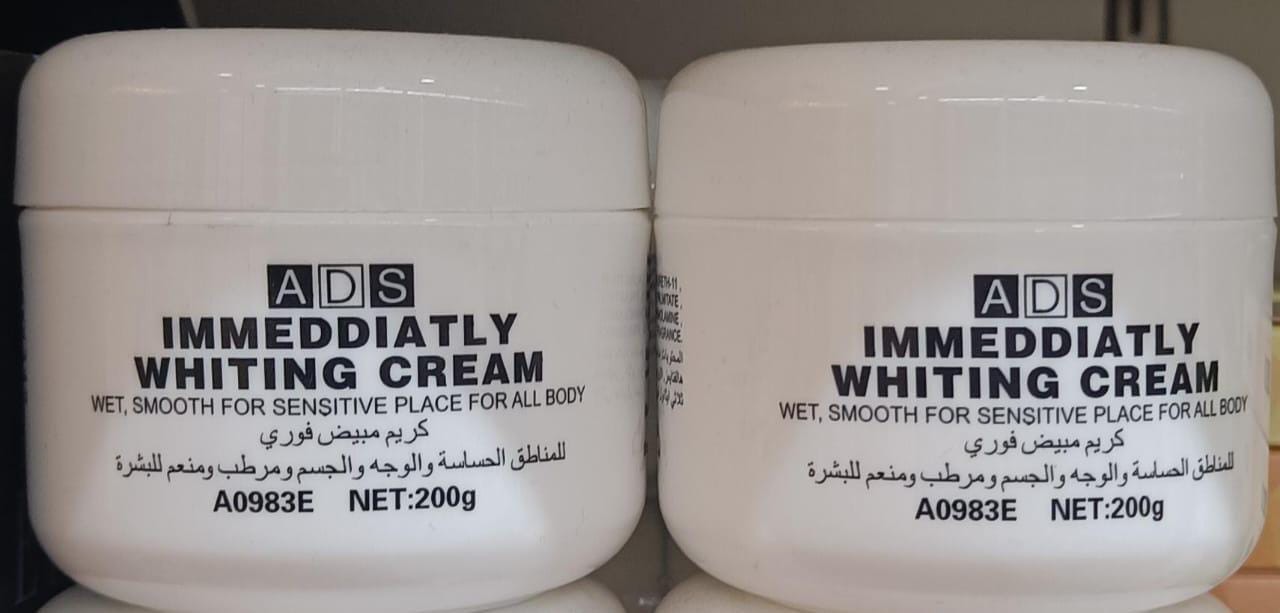 ADS
IMMEDDIATLY
WHITING CREAM
WET, SMOOTH FOR SENSITIVE PLACE FOR ALL BODY
كريم مبيض فوري
للمناطق الحساسة والوجه والجسم ومرطب ومنعم للبشرة
A0983E NET:200g
ADS
IMMEDDIATLY
WHITING CREAM
WET, SMOOTH FOR SENSITIVE PLACE FOR ALL BODY
كريم مبيض فوري
للمناطق الحساسة والوجه والجسم ومرطب ومنعم للبشرة
A0983E NET:200g